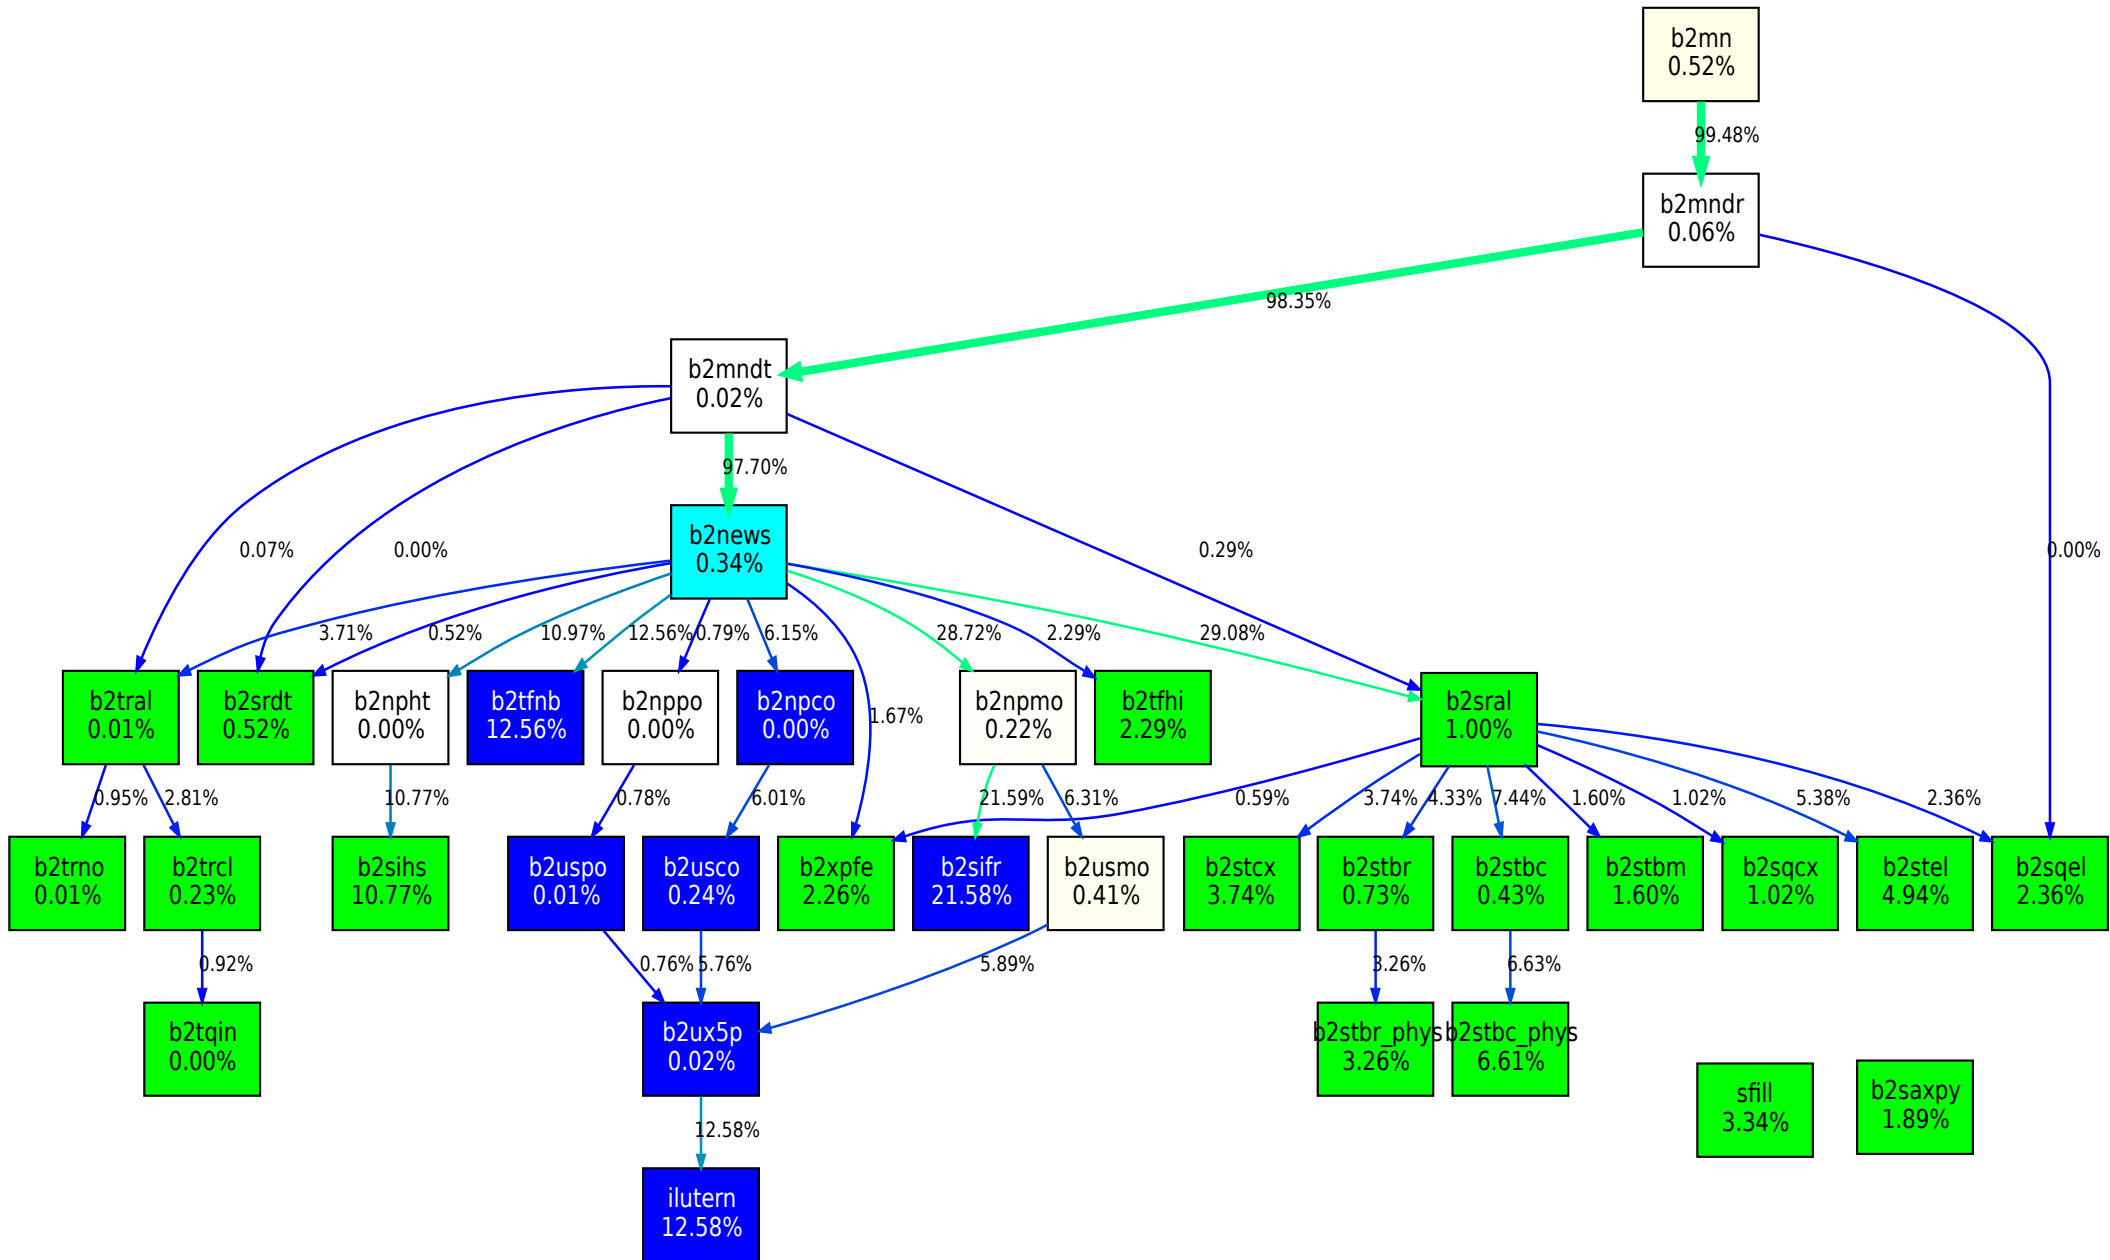 b2mn
0.52%
99.48%
b2mndr
0.06%
98.35%
b2mndt
0.02%
97.70%
b2news
0.34%
0.07%
0.00%
0.29%
0.00%
3.71%
0.52%
10.97%
12.56%
0.79%
6.15%
28.72%
2.29%
29.08%
b2tral
0.01%
b2srdt
0.52%
b2npht
0.00%
b2tfnb
12.56%
b2nppo
0.00%
b2npco
0.00%
1.67%
b2npmo
0.22%
b2tfhi
2.29%
b2sral
1.00%
0.95%
2.81%
10.77%
0.78%
6.01%
21.59%
6.31%
0.59%
3.74%
4.33%
7.44%
1.60%
1.02%
5.38%
2.36%
b2trno
0.01%
b2trcl
0.23%
b2sihs
10.77%
b2uspo
0.01%
b2usco
0.24%
b2xpfe
2.26%
b2sifr
21.58%
b2usmo
0.41%
b2stcx
3.74%
b2stbr
0.73%
b2stbc
0.43%
b2stbm
1.60%
b2sqcx
1.02%
b2stel
4.94%
b2sqel
2.36%
0.92%
0.76%
5.76%
5.89%
3.26%
6.63%
b2tqin
0.00%
b2ux5p
0.02%
b2stbr_phys
3.26%
b2stbc_phys
6.61%
sfill
3.34%
b2saxpy
1.89%
12.58%
ilutern
12.58%